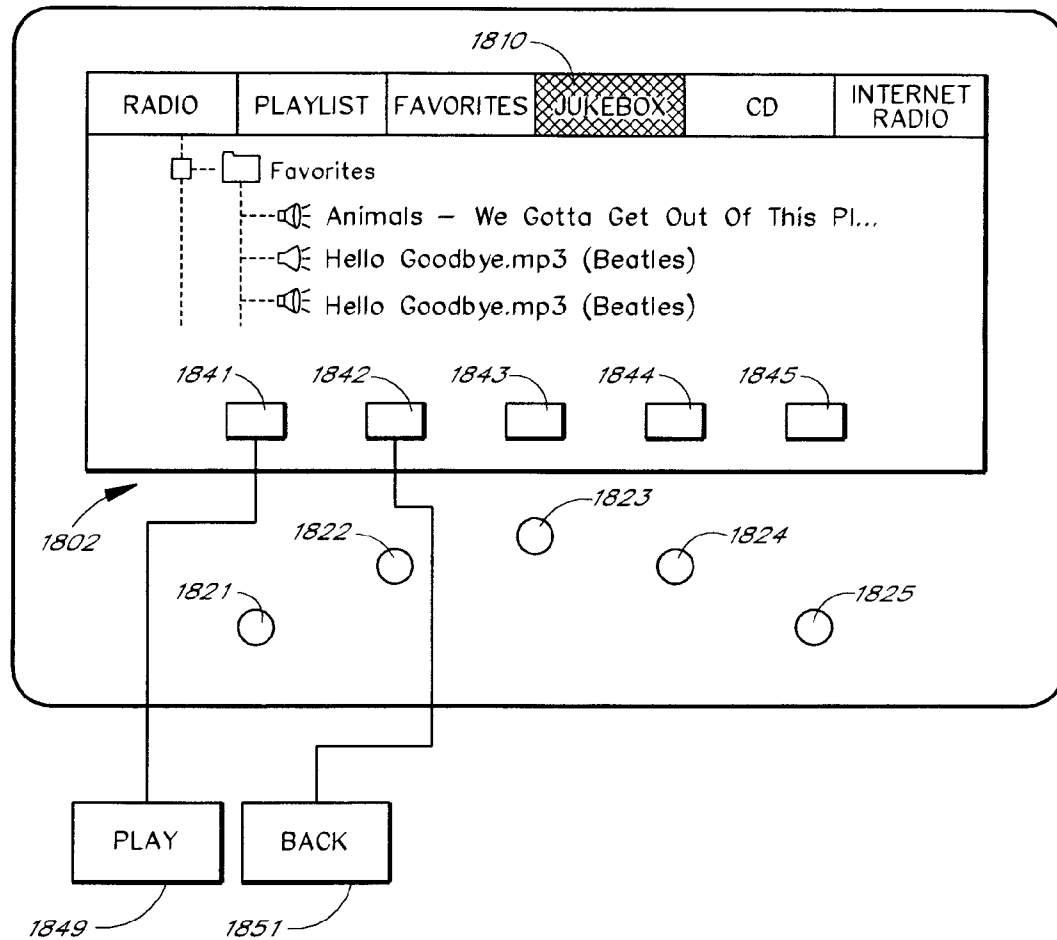 1810
RADIO PLAYLIST FAVORITES JUKEBOX CD INTERNET RADIO
Favorites
Animals – We Gotta Get Out Of This Pl...
Hello Goodbye.mp3 (Beatles)
Hello Goodbye.mp3 (Beatles)
1841 1842 1843 1844 1845
1802 1822 1823 1824
1821 1825
PLAY BACK
1849 1851